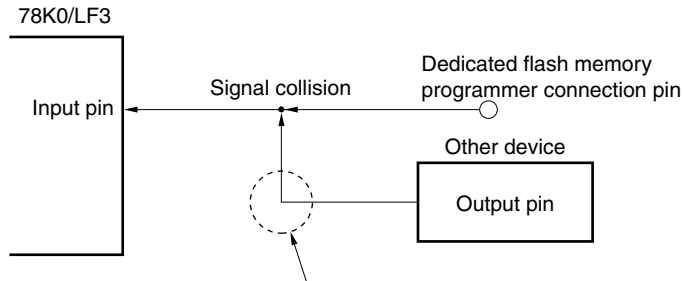 78K0/LF3
Input pin
Signal collision
Dedicated flash memory
programmer connection pin
Other device
Output pin